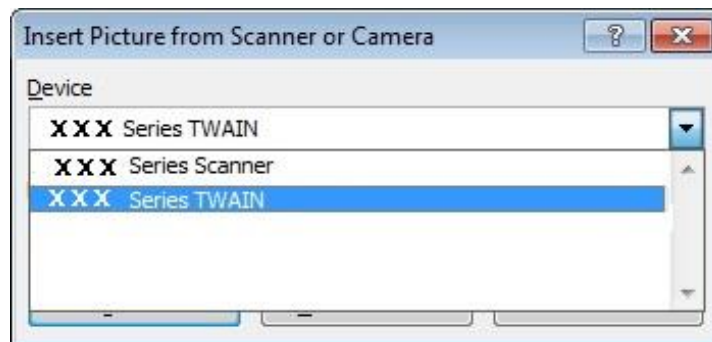 Insert Picture from Scanner or Camera
Device
XXX Series TWAIN
XXX Series Scanner
XXX Series TWAIN